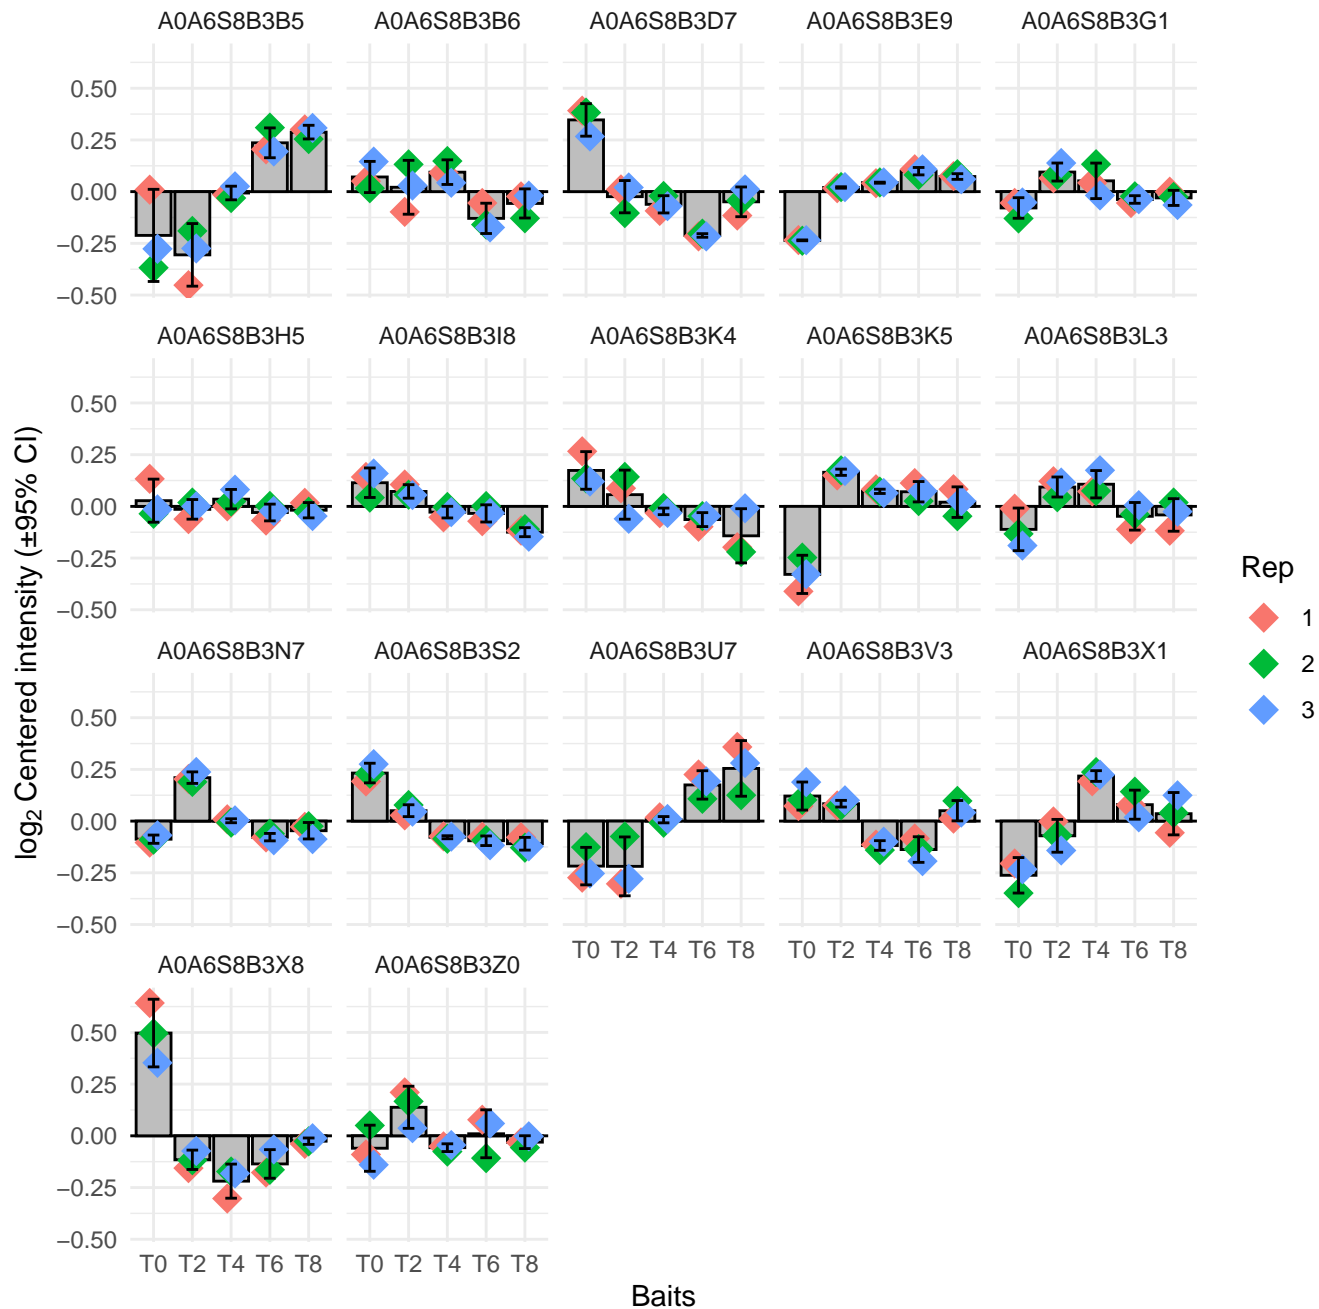 A0A6S8B3B5 A0A6S8B3B6 A0A6S8B3D7 A0A6S8B3E9 A0A6S8B3G1
0.50
0.25
0.00
−0.25
−0.50
A0A6S8B3H5 A0A6S8B3I8 A0A6S8B3K4 A0A6S8B3K5 A0A6S8B3L3
0.50
0.25
0.00
−0.25
−0.50
A0A6S8B3N7 A0A6S8B3S2 A0A6S8B3U7 A0A6S8B3V3 A0A6S8B3X1
0.50
0.25
0.00
−0.25
−0.50
T0 T2 T4 T6 T8 T0 T2 T4 T6 T8 T0 T2 T4 T6 T8
A0A6S8B3X8 A0A6S8B3Z0
0.50
0.25
0.00
−0.25
−0.50
T0 T2 T4 T6 T8 T0 T2 T4 T6 T8
Baits
log2 Centered intensity (±95% CI)
Rep
1
2
3